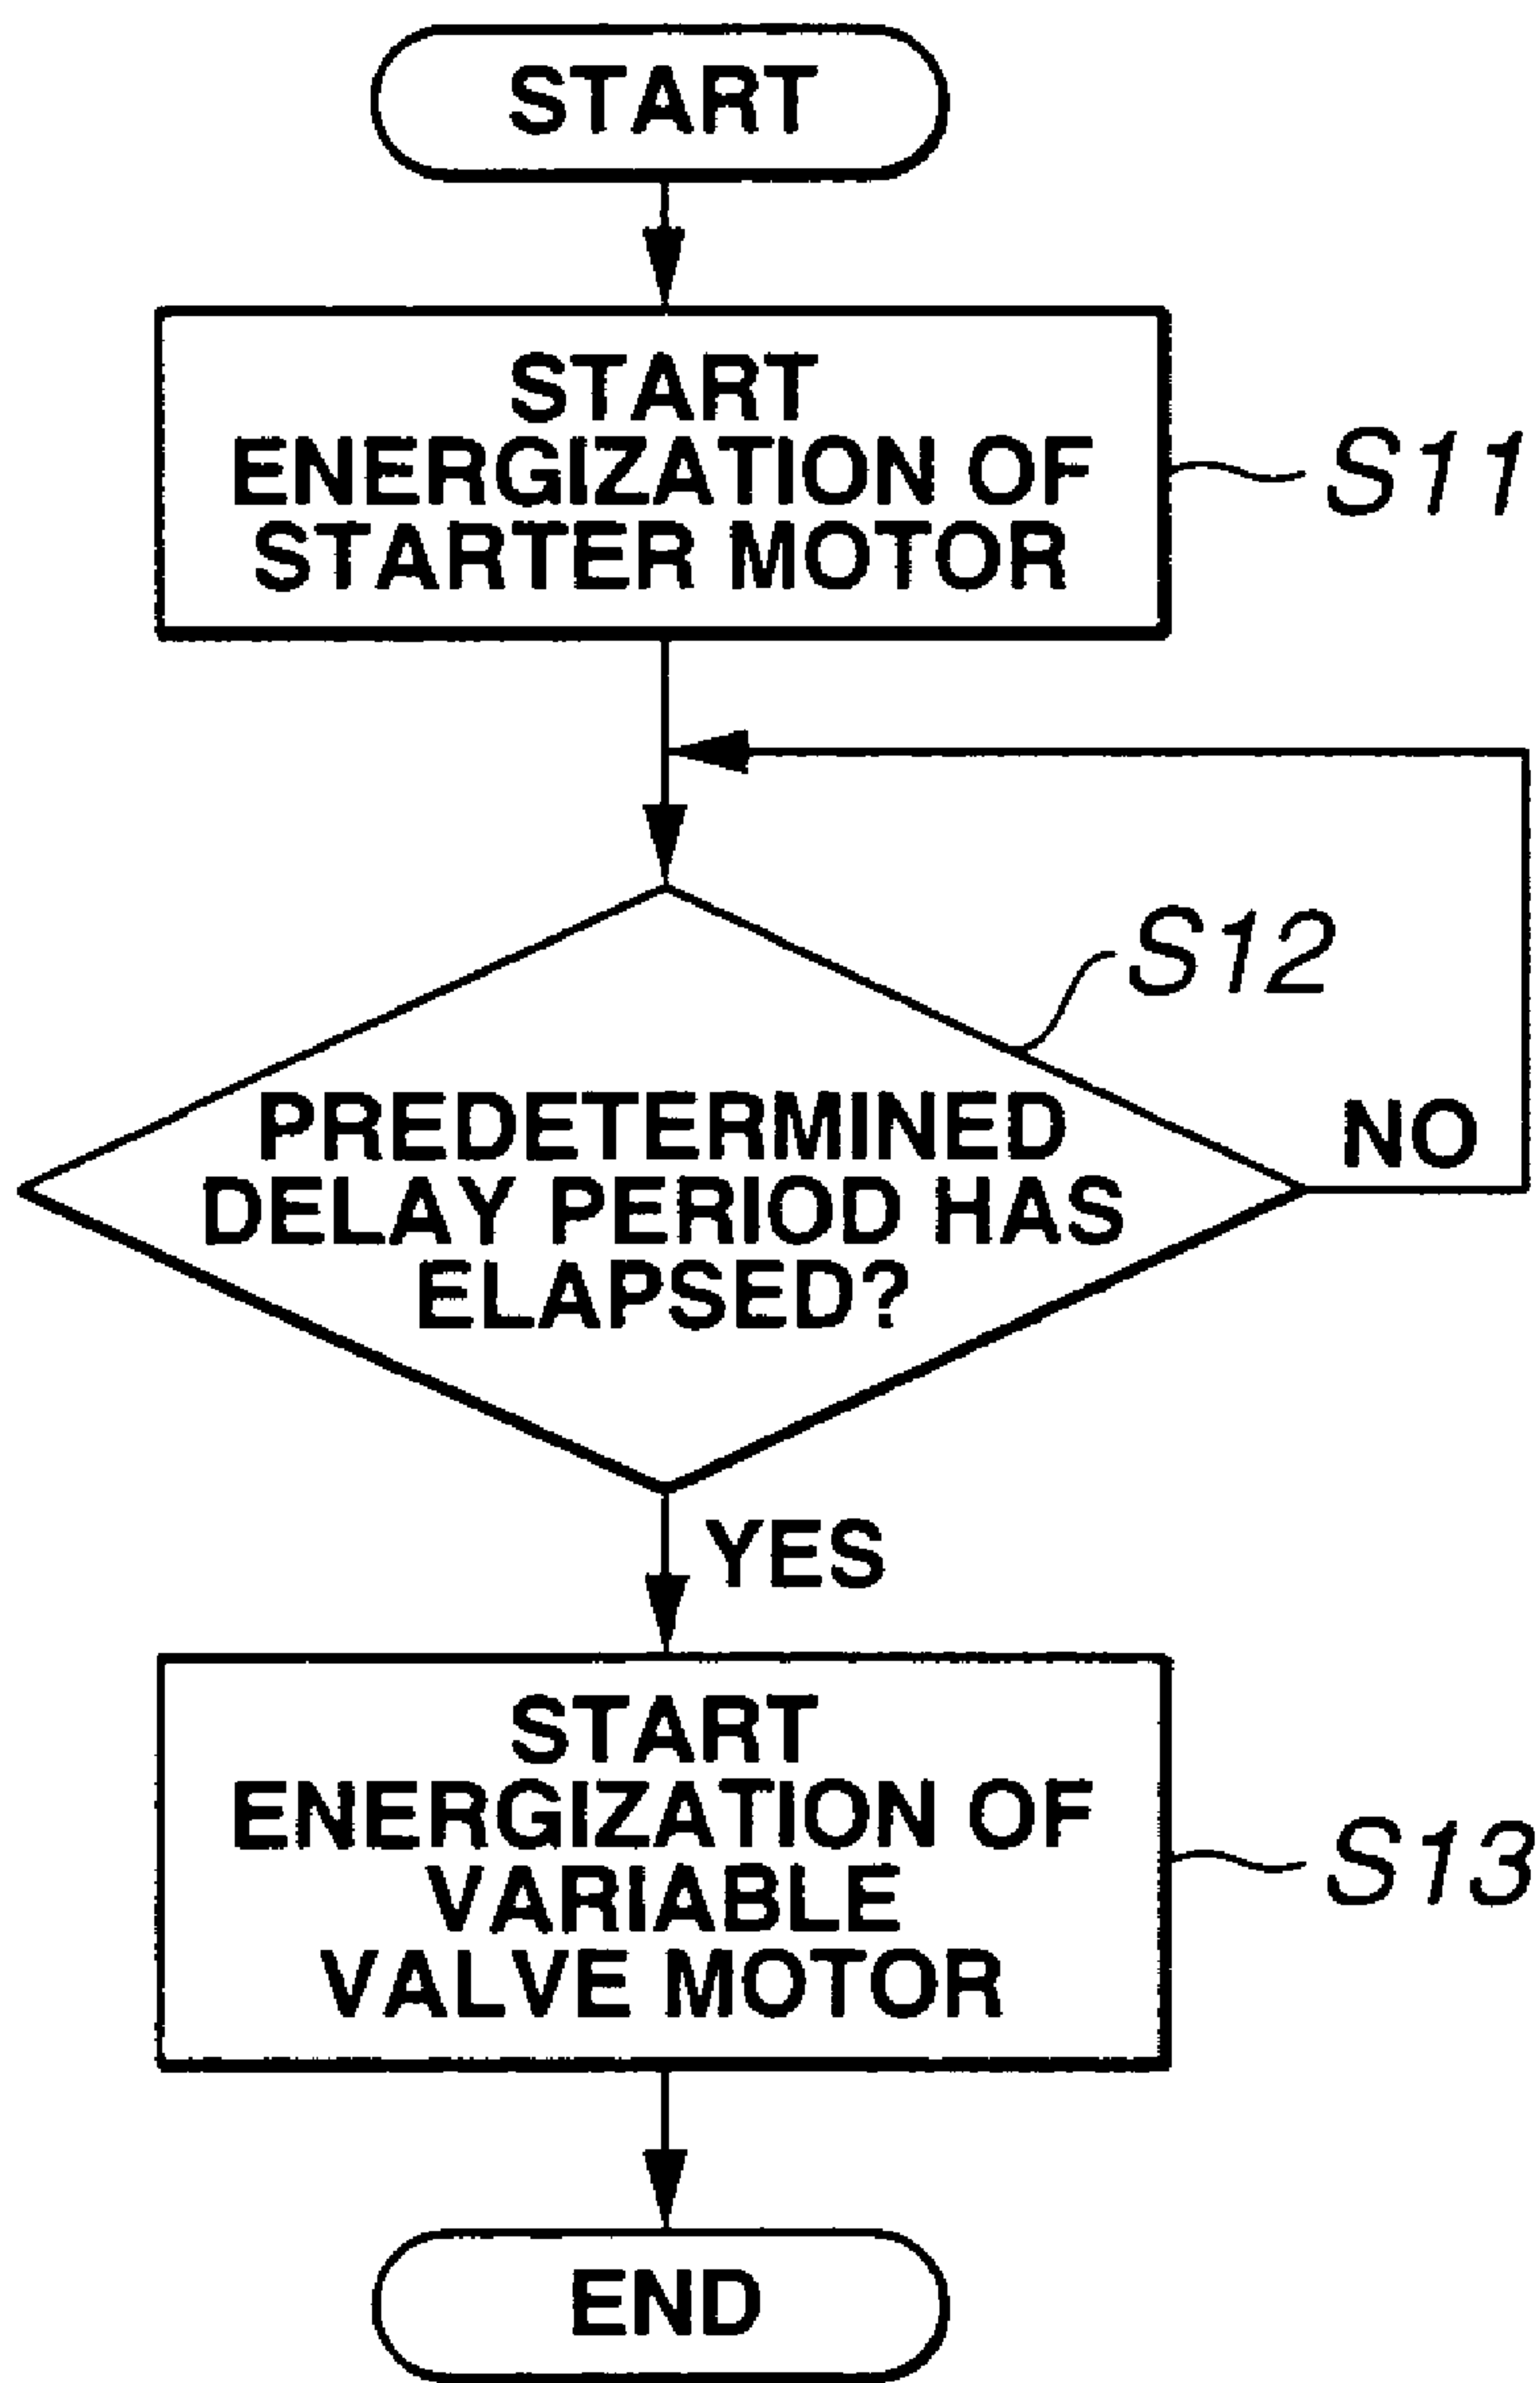 START
START
ENERGIZATION OF
STARTER MOTOR
S11
S12
PREDETERMINED
DELAY PERIOD HAS
ELAPSED?
NO
YES
START
ENERGIZATION OF
VARIABLE
VALVE MOTOR
S13
END